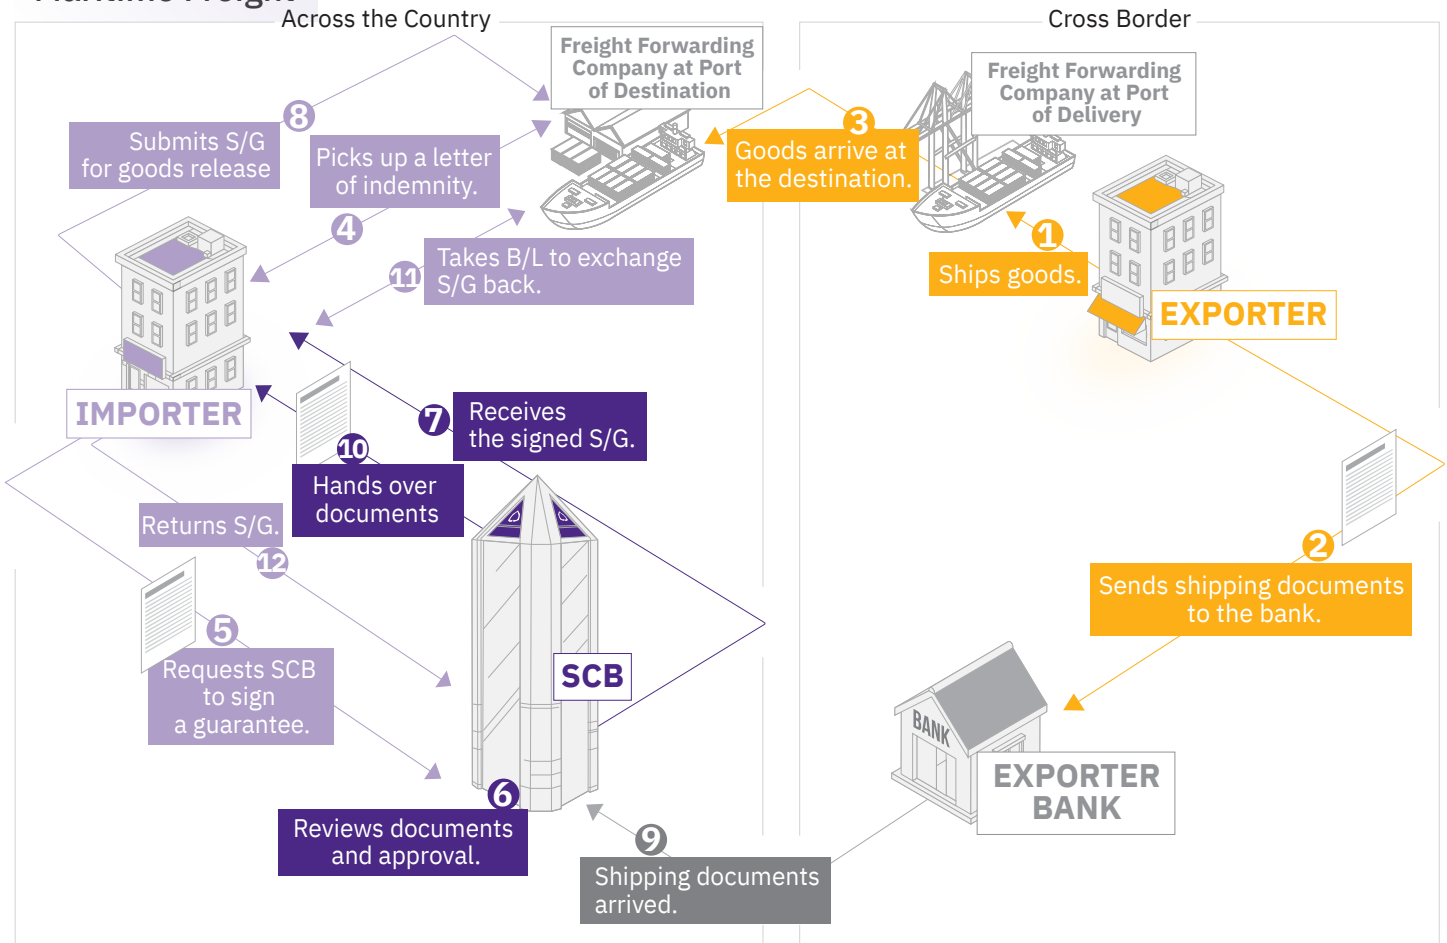 Maritime Freight
Across the Country
Cross Border
Freight Forwarding
Company at Port
of Destination
Freight Forwarding
Company at Port
of Delivery
8
Submits S/G
for goods release
Picks up a letter
of indemnity.
4
3
Goods arrive at
the destination.
11
Takes B/L to exchange
S/G back.
1
Ships goods.
EXPORTER
IMPORTER
7
Receives
the signed S/G.
10
Hands over
documents
Returns S/G.
12
2
Sends shipping documents
to the bank.
5
Requests SCB
to sign
a guarantee.
SCB
BANK
EXPORTER
BANK
6
Reviews documents
and approval.
9
Shipping documents
arrived.